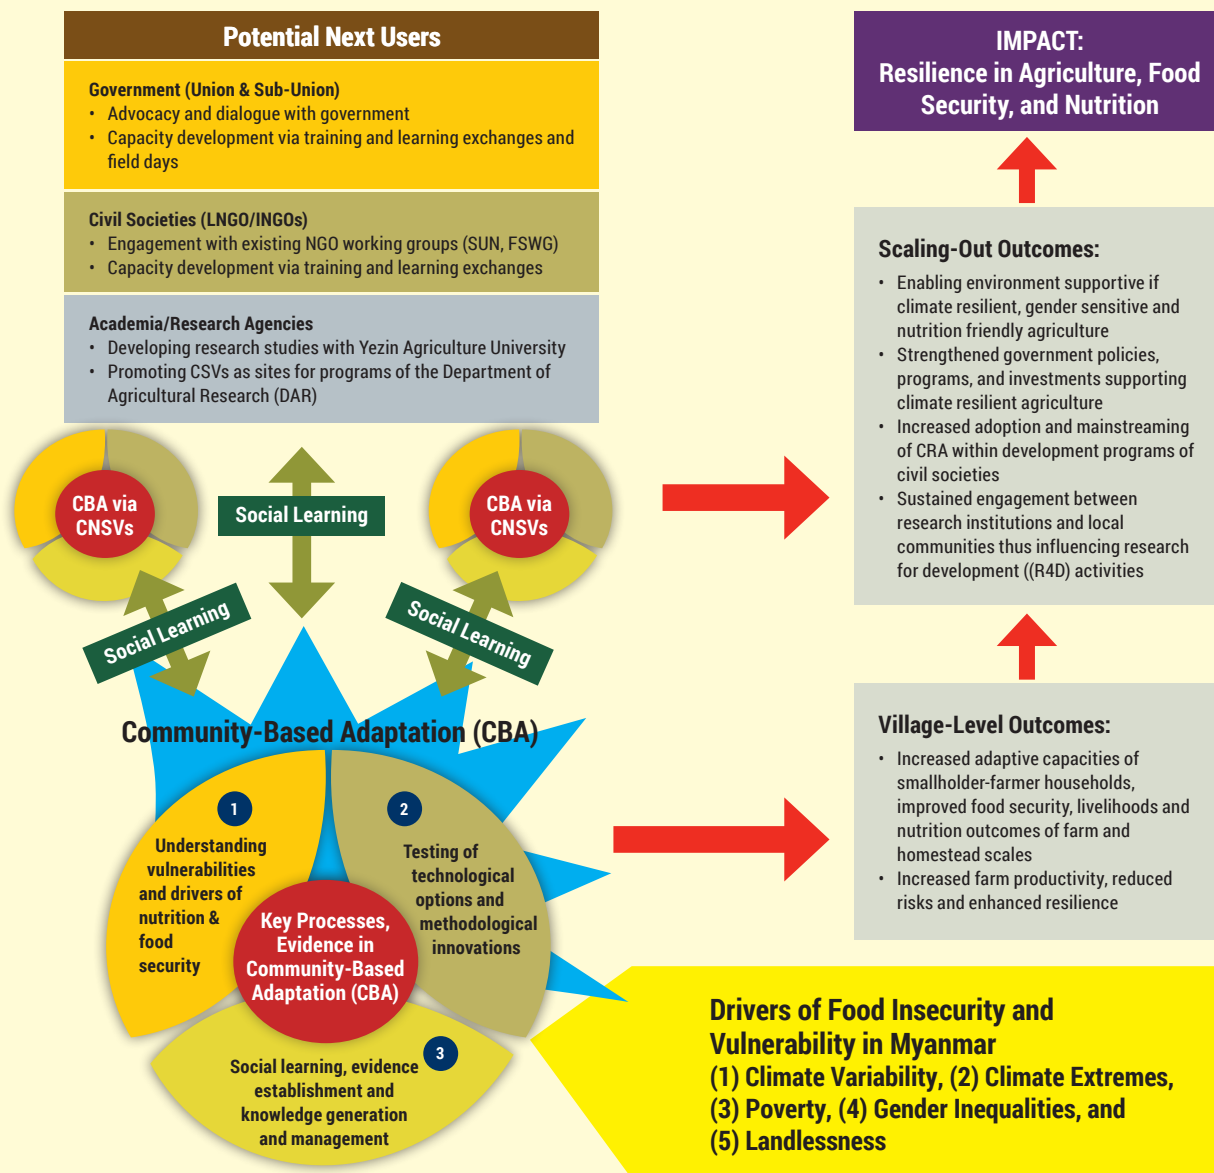 Potential Next Users
Government (Union & Sub-Union)
• Advocacy and dialogue with government
• Capacity development via training and learning exchanges and
field days
Civil Societies (LNGO/INGOs)
• Engagement with existing NGO working groups (SUN, FSWG)
• Capacity development via training and learning exchanges
Academia/Research Agencies
• Developing research studies with Yezin Agriculture University
• Promoting CSVs as sites for programs of the Department of
Agricultural Research (DAR)
CBA via
CNSVs
Social Learning
CBA via
CNSVs
Social Learning
Social Learning
Community-Based Adaptation (CBA)
1
Understanding
vulnerabilities
and drivers of
nutrition &
food
security
2
Testing of
technological
options and
methodological
innovations
Key Processes,
Evidence in
Community-Based
Adaptation (CBA)
3
Social learning, evidence
establishment and
knowledge generation
and management
IMPACT:
Resilience in Agriculture, Food
Security, and Nutrition
Scaling-Out Outcomes:
• Enabling environment supportive if
climate resilient, gender sensitive and
nutrition friendly agriculture
• Strengthened government policies,
programs, and investments supporting
climate resilient agriculture
• Increased adoption and mainstreaming
of CRA within development programs of
civil societies
• Sustained engagement between
research institutions and local
communities thus influencing research
for development ((R4D) activities
Village-Level Outcomes:
• Increased adaptive capacities of
smallholder-farmer households,
improved food security, livelihoods and
nutrition outcomes of farm and
homestead scales
• Increased farm productivity, reduced
risks and enhanced resilience
Drivers of Food Insecurity and
Vulnerability in Myanmar
(1) Climate Variability, (2) Climate Extremes,
(3) Poverty, (4) Gender Inequalities, and
(5) Landlessness